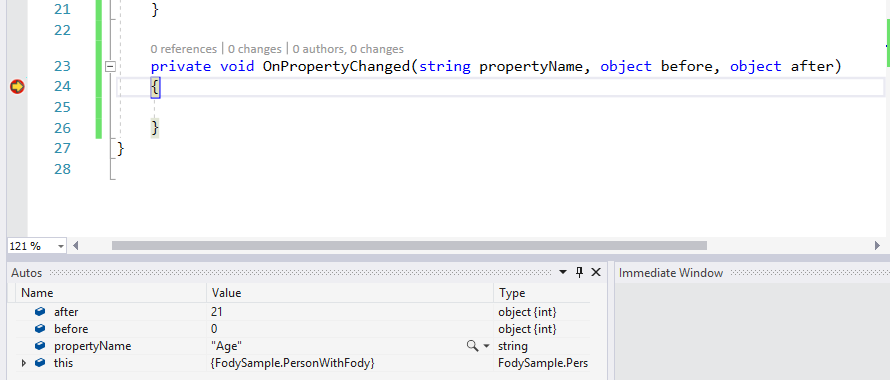 21 }
22
0 references | 0 changes | 0 authors, 0 changes
23 private void OnPropertyChanged(string propertyName, object before, object after)
24 {
25
26 }
27 }
28
121 %
Autos
Name Value Type
after 21 object {int}
before 0 object {int}
propertyName "Age" string
this {FodySample.PersonWithFody} FodySample.Pers
Immediate Window